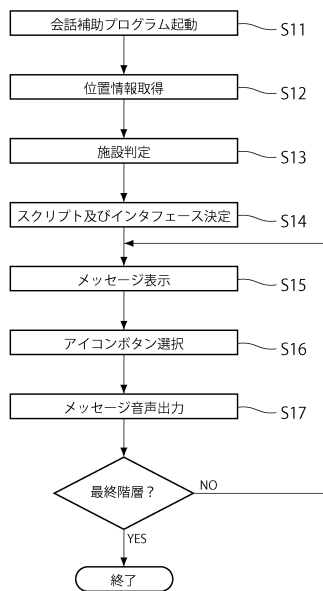 会話補助プログラム起動 S11
位置情報取得 S12
施設判定 S13
スクリプト及びインタフェース決定 S14
メッセージ表示 S15
アイコンボタン選択 S16
メッセージ音声出力 S17
最終階層？ NO
YES
終了